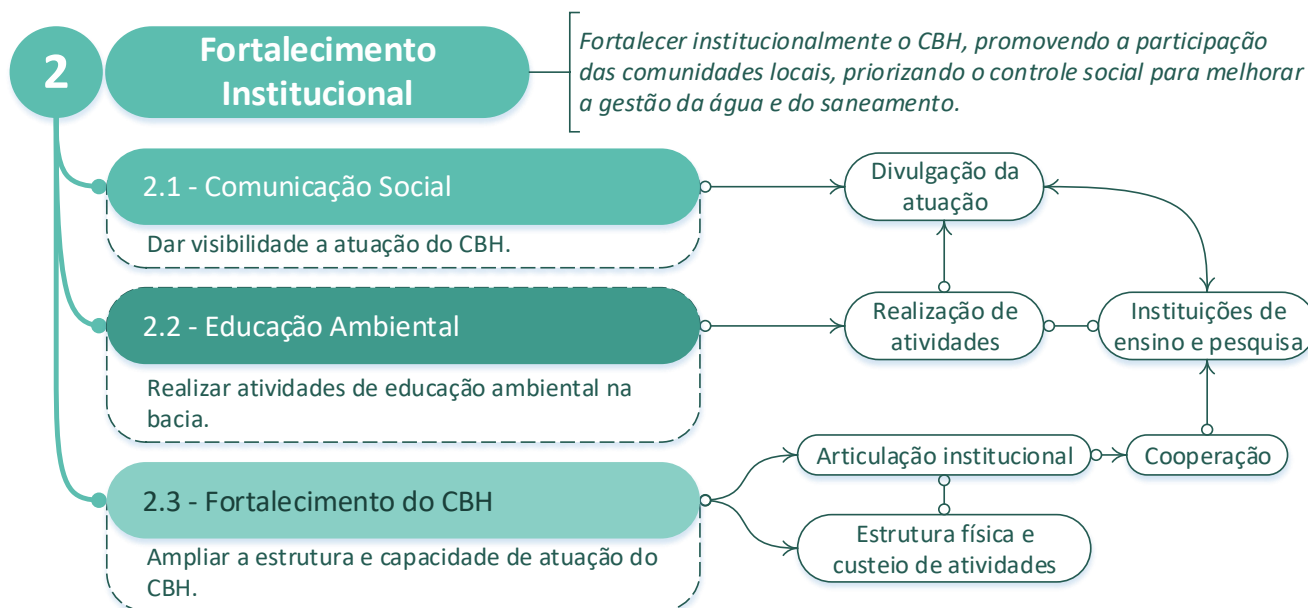 2
Fortalecimento
Institucional
Fortalecer institucionalmente o CBH, promovendo a participação
das comunidades locais, priorizando o controle social para melhorar
a gestão da água e do saneamento.
2.1 - Comunicação Social
Dar visibilidade a atuação do CBH.
Divulgação da
atuação
2.2 - Educação Ambiental
Realizar atividades de educação ambiental na
bacia.
Realização de
atividades
Instituições de
ensino e pesquisa
2.3 - Fortalecimento do CBH
Ampliar a estrutura e capacidade de atuação do
CBH.
Articulação institucional
Cooperação
Estrutura física e
custeio de atividades